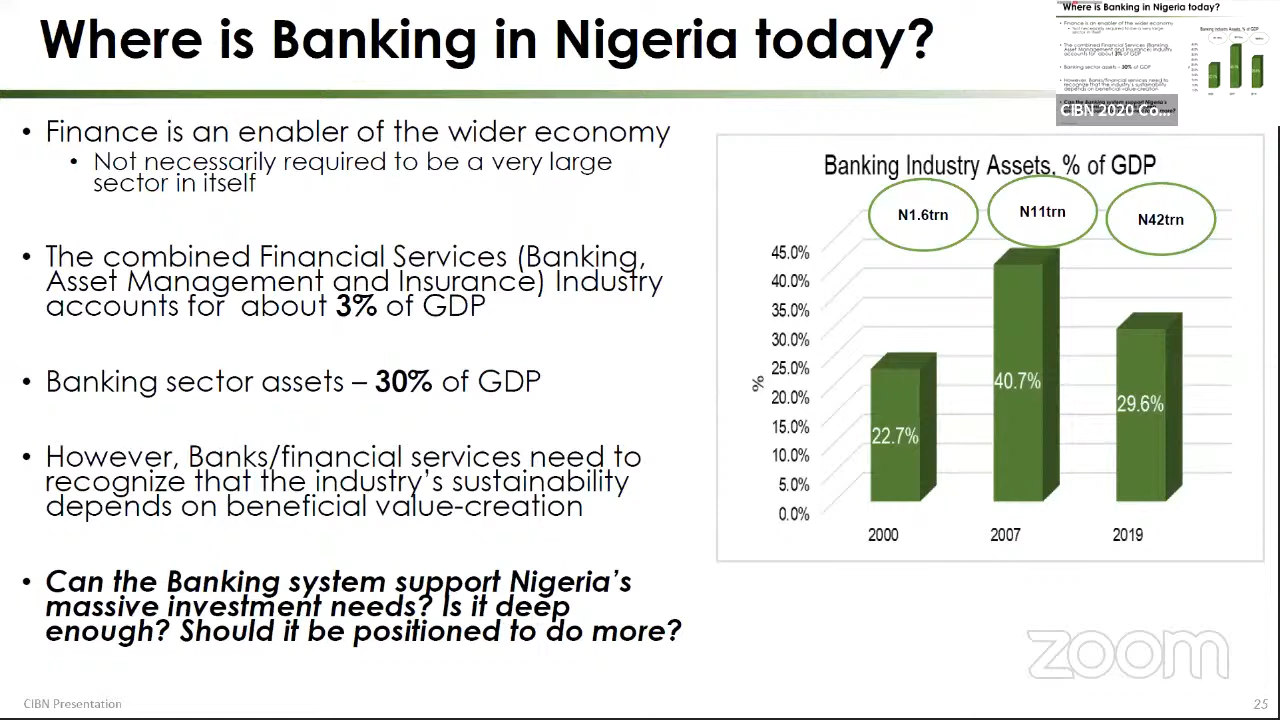 Where is Banking in Nigeria today?
• Finance is an enabler of the wider economy
• Not necessarily required to be a very large
sector in itself
• The combined Financial Services (Banking,
Asset Management and Insurance) Industry
accounts for about 3% of GDP
• Banking sector assets – 30% of GDP
• However, Banks/financial services need to
recognize that the industry's sustainability
depends on beneficial value-creation
• Can the Banking system support Nigeria's
massive investment needs? Is it deep
enough? Should it be positioned to do more?
Where is Banking in Nigeria today?
CIBN 2020 Co...
Banking Industry Assets, % of GDP
N1.6trn
N11trn
N42trn
45.0%
40.0%
35.0%
30.0%
25.0%
20.0%
15.0%
10.0%
5.0%
0.0%
%
22.7%
40.7%
29.6%
2000
2007
2019
zoom
CIBN Presentation
25